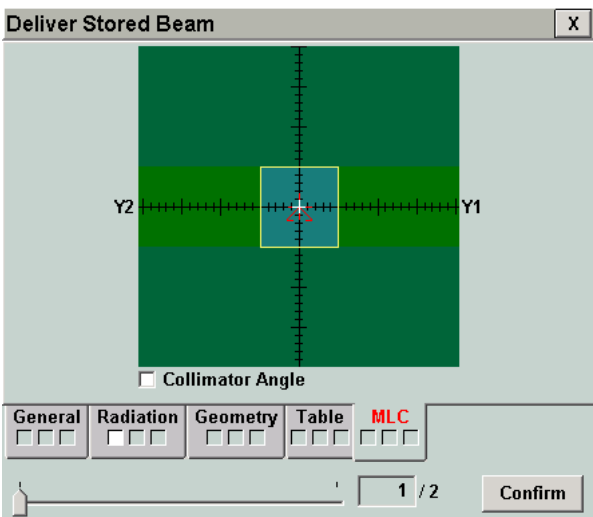 Deliver Stored Beam X
Y2 Y1
Collimator Angle
General Radiation Geometry Table MLC
1 / 2 Confirm